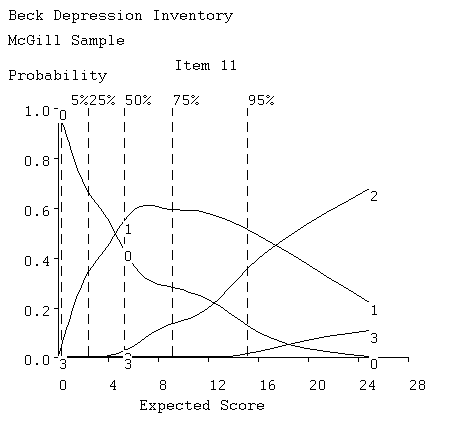 Beck Depression Inventory
McGill Sample
Item 11
Probability
5% 25% 50% 75% 95%
1.0 0
0.8
0.6 2
1
0.4 0
0.2 1
3
0.0 3 3 0
0 4 8 12 16 20 24 28
Expected Score